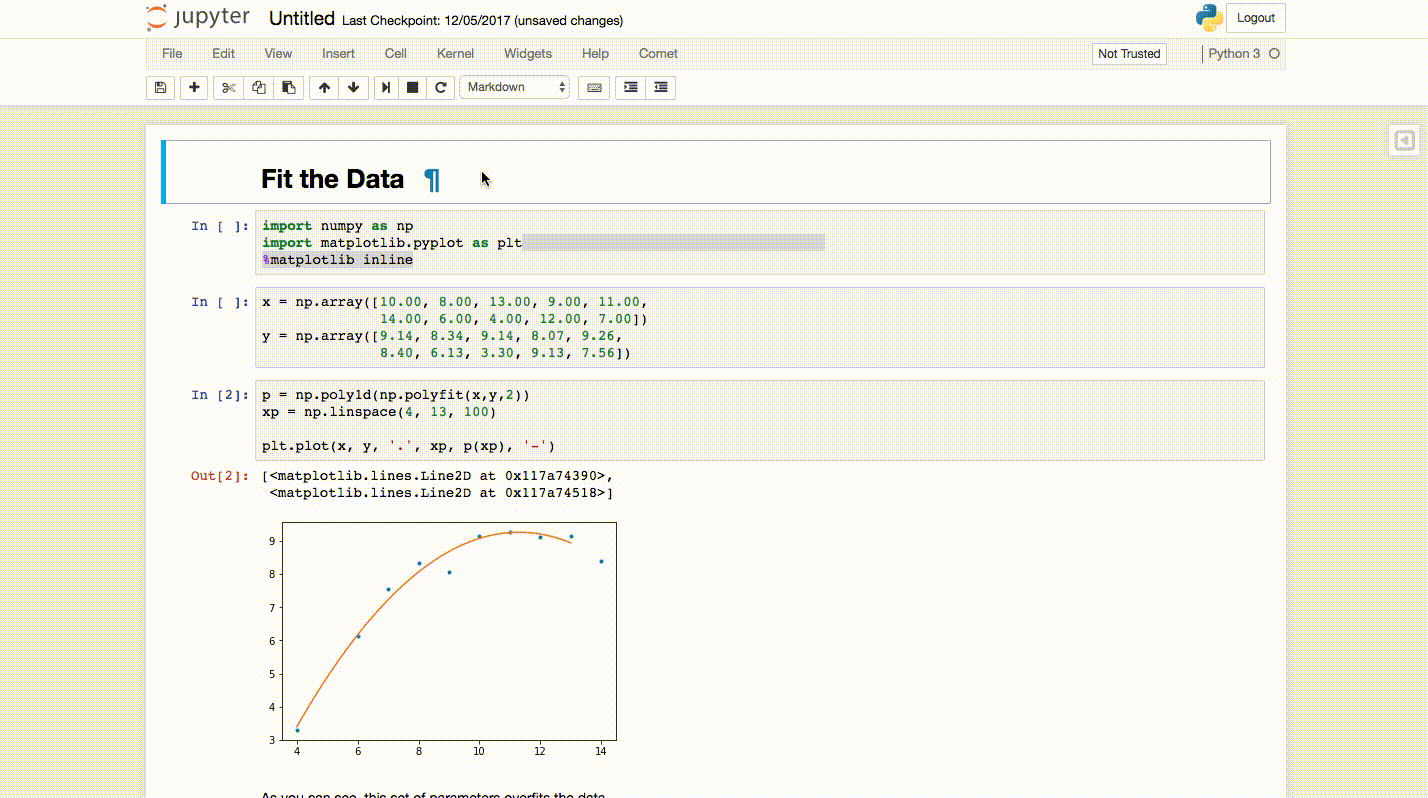 jupyter Untitled Last Checkpoint: 12/05/2017 (unsaved changes) Logout
File Edit View Insert Cell Kernel Widgets Help Comet Not Trusted Python 3
Markdown
Fit the Data ¶
In [ ]: import numpy as np
import matplotlib.pyplot as plt
%matplotlib inline
In [ ]: x = np.array([10.00, 8.00, 13.00, 9.00, 11.00,
14.00, 6.00, 4.00, 12.00, 7.00])
y = np.array([9.14, 8.34, 9.14, 8.07, 9.26,
8.40, 6.13, 3.30, 9.13, 7.56])
In [2]: p = np.poly1d(np.polyfit(x,y,2))
xp = np.linspace(4, 13, 100)
plt.plot(x, y, '.', xp, p(xp), '-')
Out[2]: [<matplotlib.lines.Line2D at 0x117a74390>,
<matplotlib.lines.Line2D at 0x117a74518>]
9
8
7
6
5
4
3
4 6 8 10 12 14
As you can see, this set of parameters overfits the data